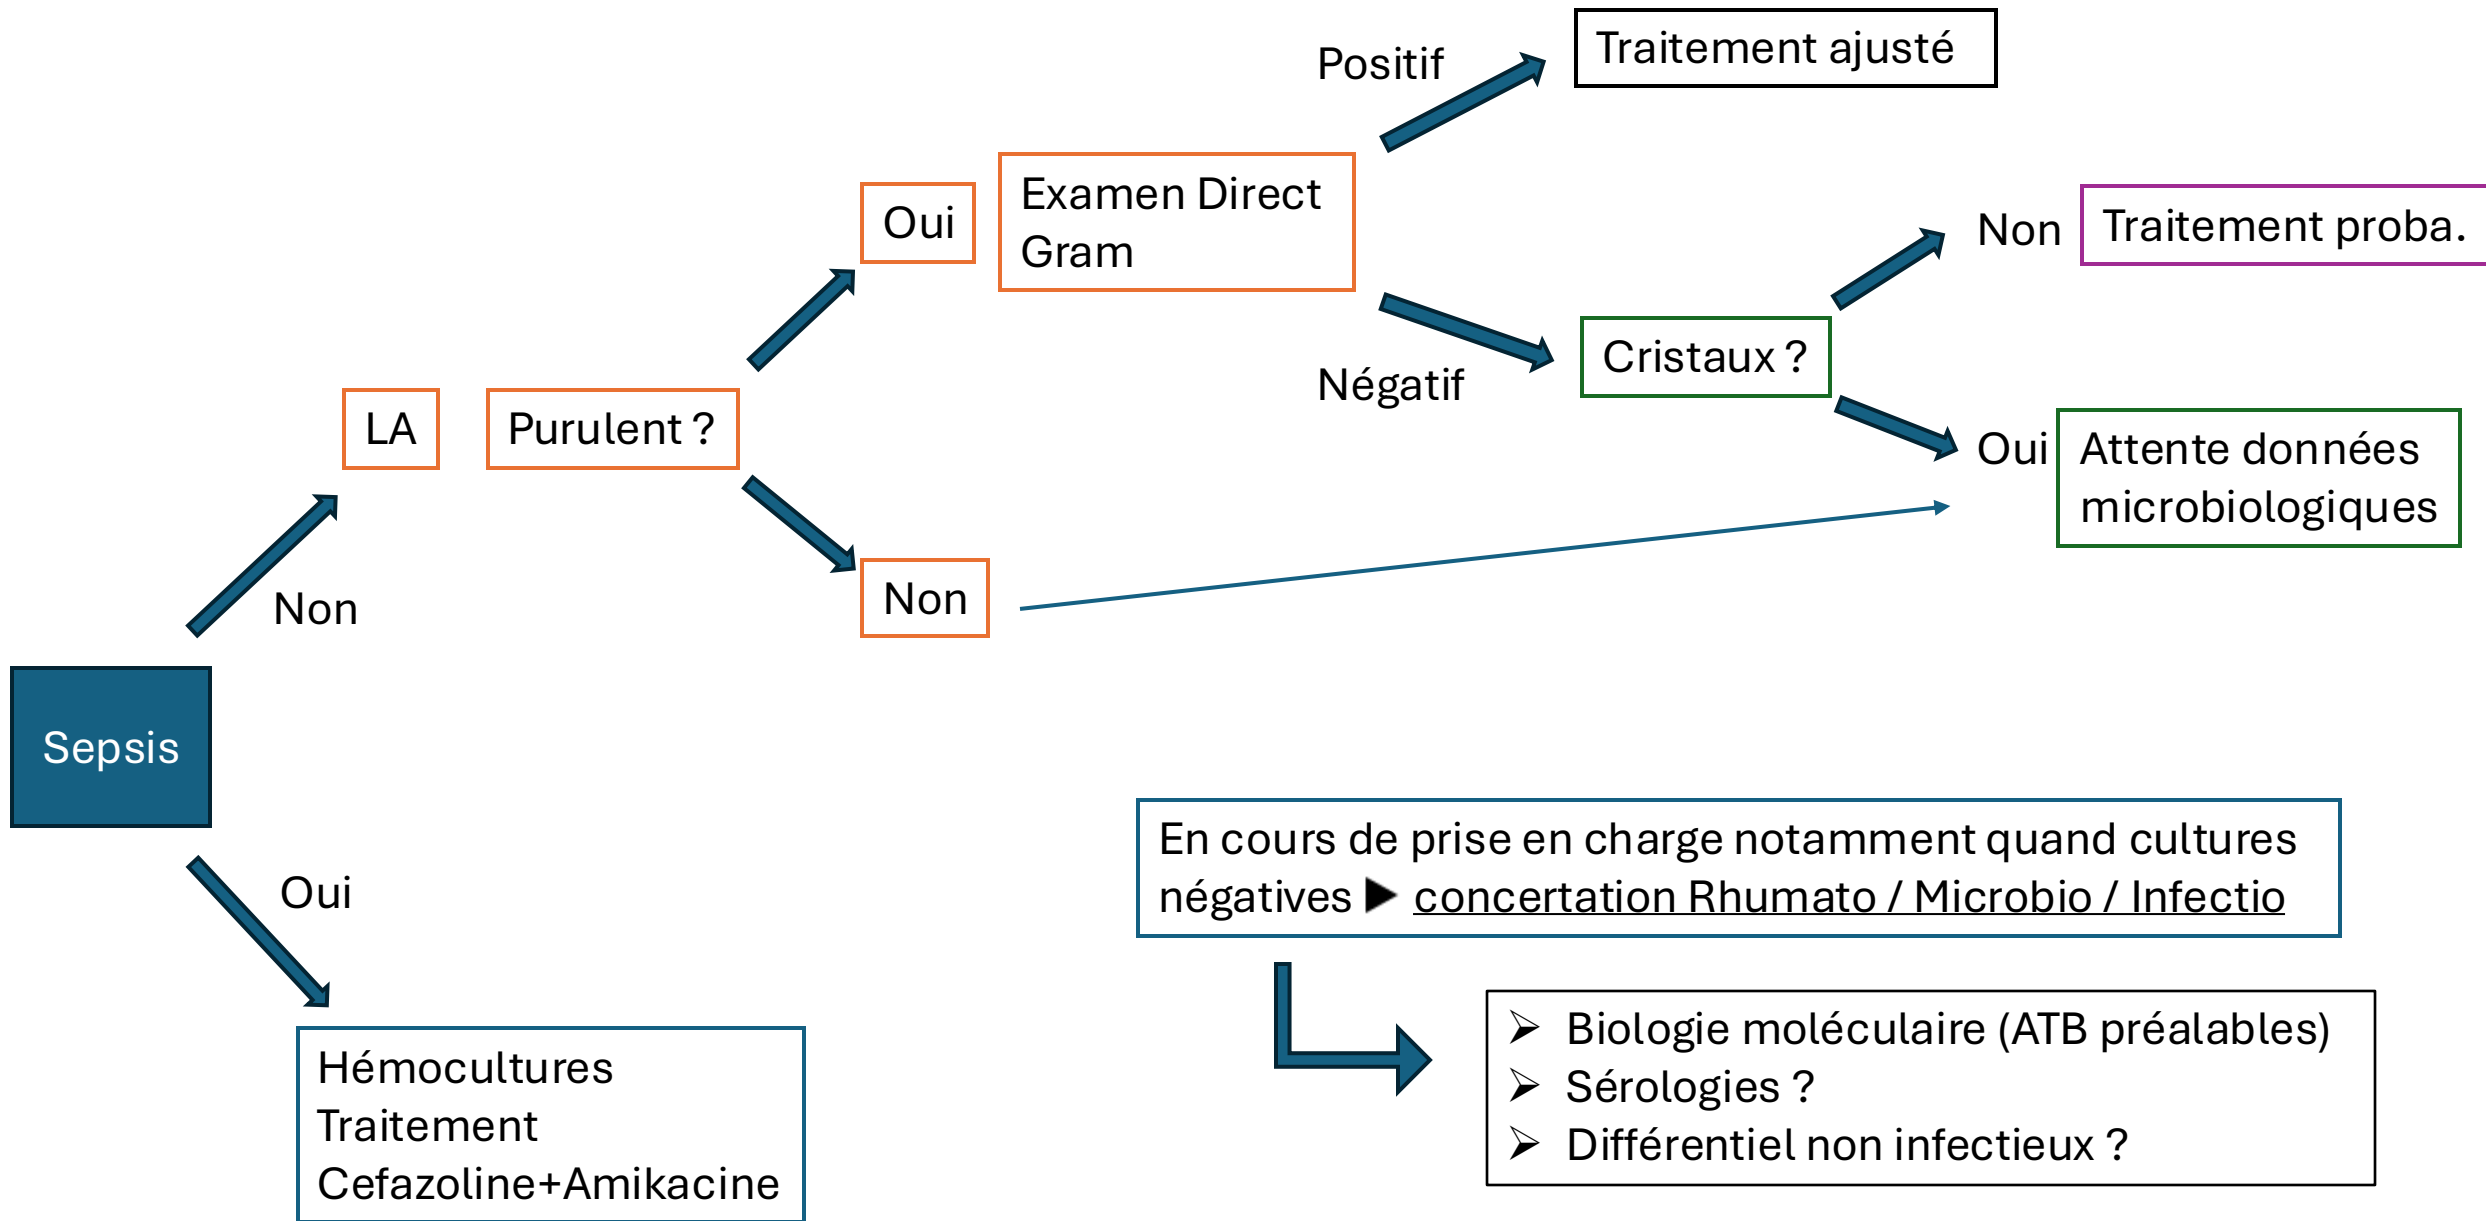 Positif
Traitement ajusté
Oui
Examen Direct
Gram
Non
Traitement proba.
Négatif
Cristaux ?
LA
Purulent ?
Oui
Attente données
microbiologiques
Non
Non
Sepsis
Oui
En cours de prise en charge notamment quand cultures
négatives ► concertation Rhumato / Microbio / Infectio
Hémocultures
Traitement
Cefazoline+Amikacine
➢ Biologie moléculaire (ATB préalables)
➢ Sérologies ?
➢ Différentiel non infectieux ?